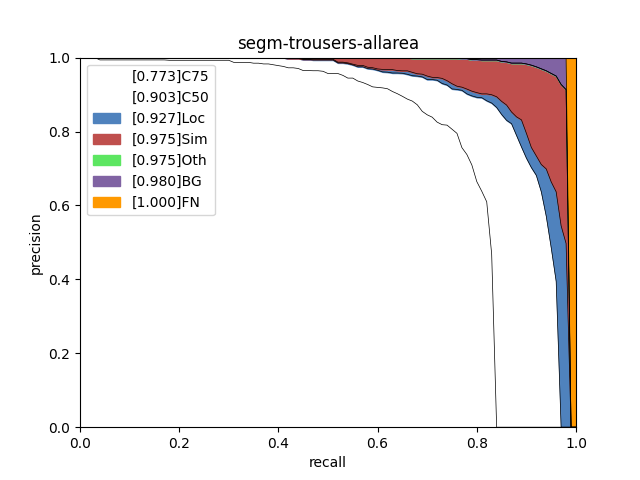 segm-trousers-allarea
[0.773]C75
[0.903]C50
[0.927]Loc
[0.975]Sim
[0.975]Oth
[0.980]BG
[1.000]FN
precision
1.0
0.8
0.6
0.4
0.2
0.0
0.0 0.2 0.4 0.6 0.8 1.0
recall